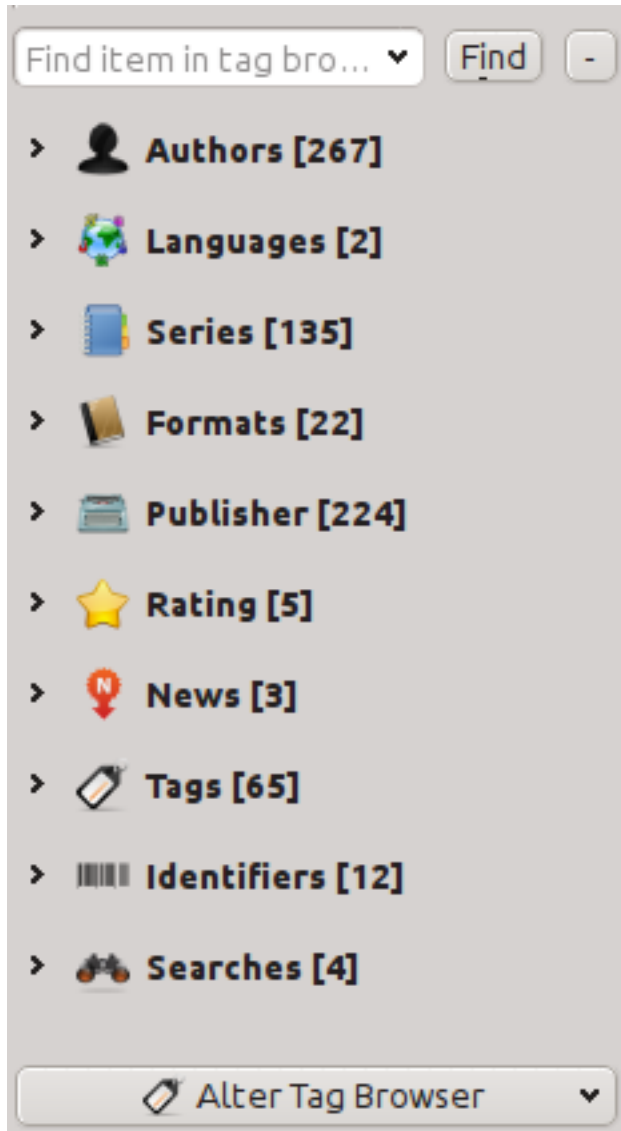 Find item in tag bro... Find -
Authors [267]
Languages [2]
Series [135]
Formats [22]
Publisher [224]
Rating [5]
N
News [3]
Tags [65]
Identifiers [12]
Searches [4]
Alter Tag Browser